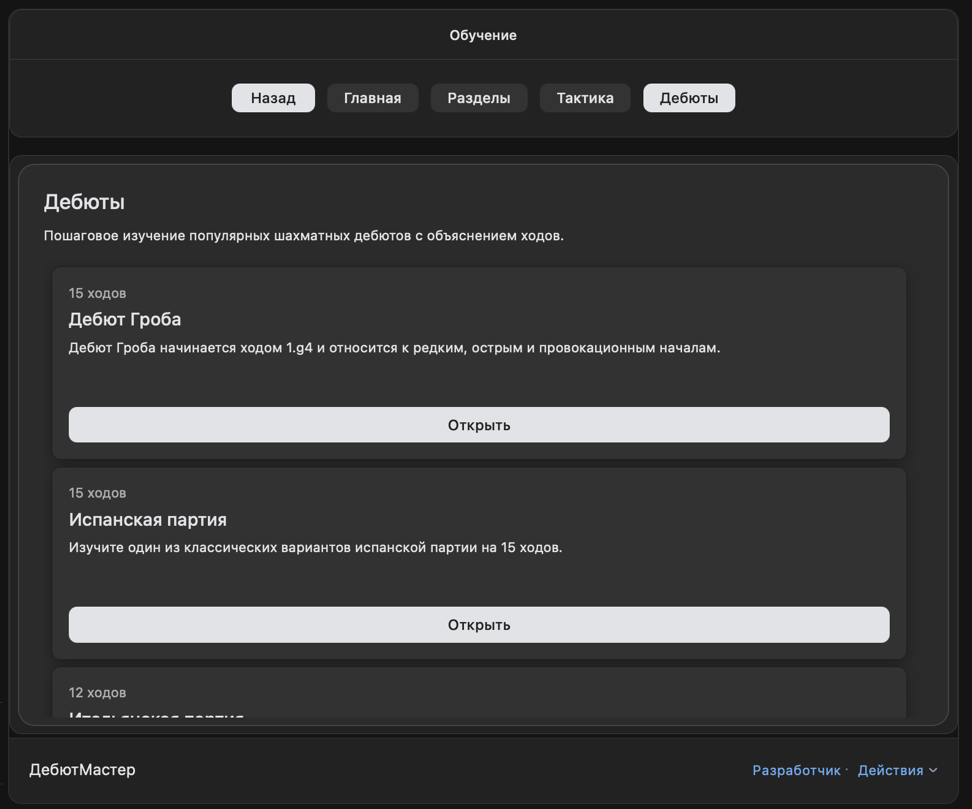 Обучение
Назад Главная Разделы Тактика Дебюты
Дебюты
Пошаговое изучение популярных шахматных дебютов с объяснением ходов.
15 ходов
Дебют Гроба
Дебют Гроба начинается ходом 1.g4 и относится к редким, острым и провокационным началам.
Открыть
15 ходов
Испанская партия
Изучите один из классических вариантов испанской партии на 15 ходов.
Открыть
12 ходов
Итальянская партия
ДебютМастер
Разработчик · Действия